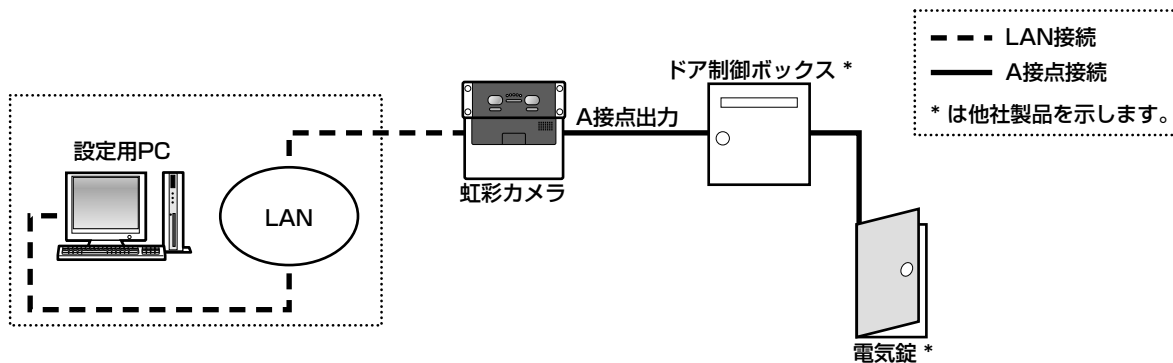 LAN接続
A接点接続
* は他社製品を示します。
ドア制御ボックス *
A接点出力
設定用PC
虹彩カメラ
LAN
電気錠 *